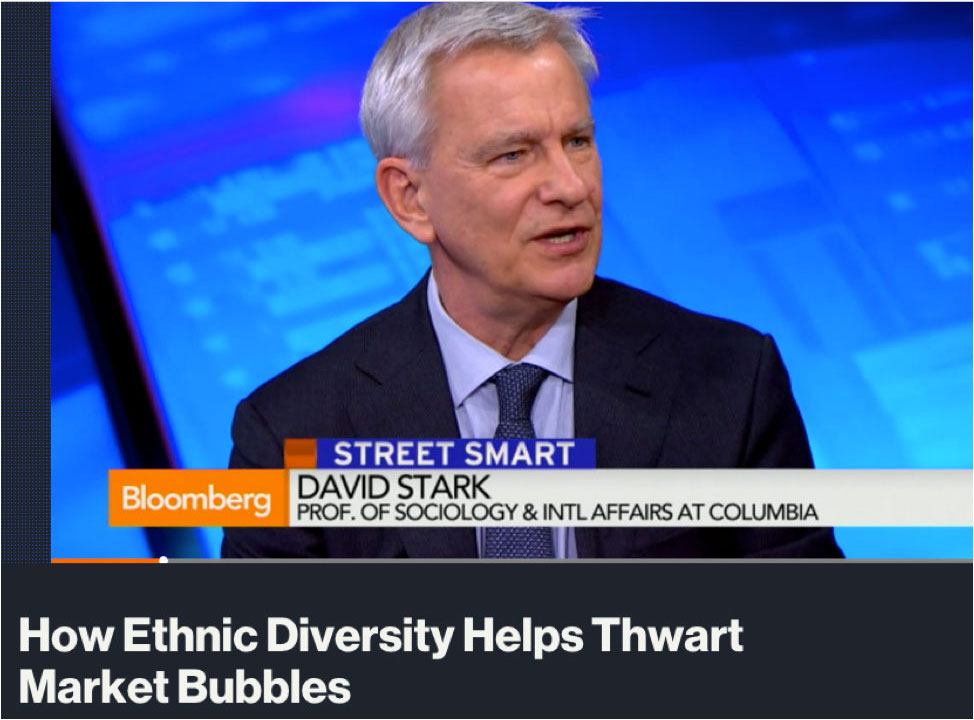 STREET SMART
Bloomberg
DAVID STARK
PROF. OF SOCIOLOGY & INTL AFFAIRS AT COLUMBIA
How Ethnic Diversity Helps Thwart
Market Bubbles